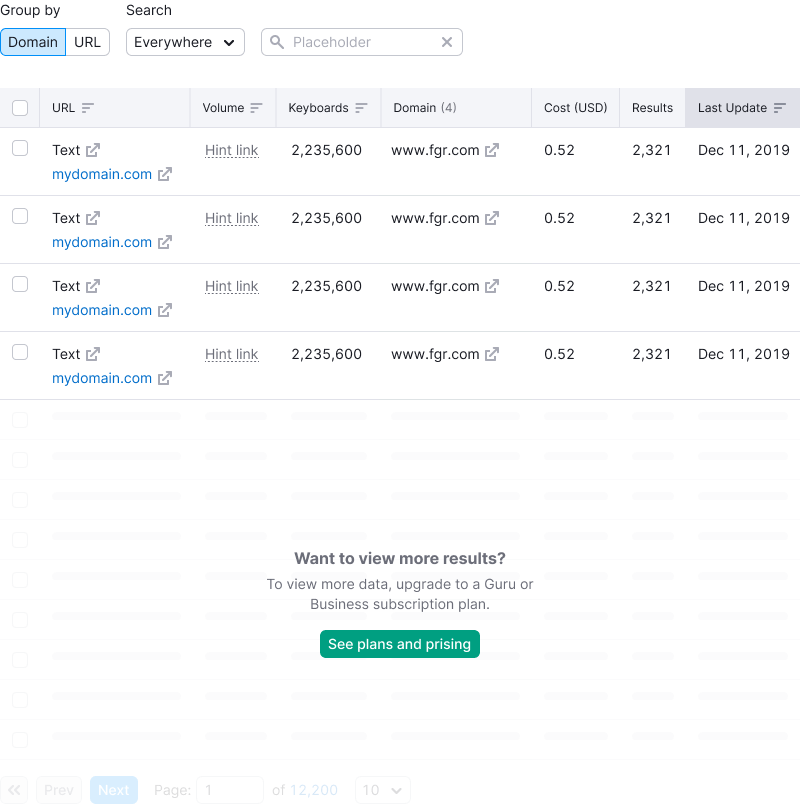 Group by Search
Domain URL Everywhere Placeholder
URL Volume Keyboards Domain (4) Cost (USD) Results Last Update
Text Hint link 2,235,600 www.fgr.com 0.52 2,321 Dec 11, 2019
mydomain.com
Text Hint link 2,235,600 www.fgr.com 0.52 2,321 Dec 11, 2019
mydomain.com
Text Hint link 2,235,600 www.fgr.com 0.52 2,321 Dec 11, 2019
mydomain.com
Text Hint link 2,235,600 www.fgr.com 0.52 2,321 Dec 11, 2019
mydomain.com
Want to view more results?
To view more data, upgrade to a Guru or
Business subscription plan.
See plans and prising
Prev Next Page: 1 of 12,200 10